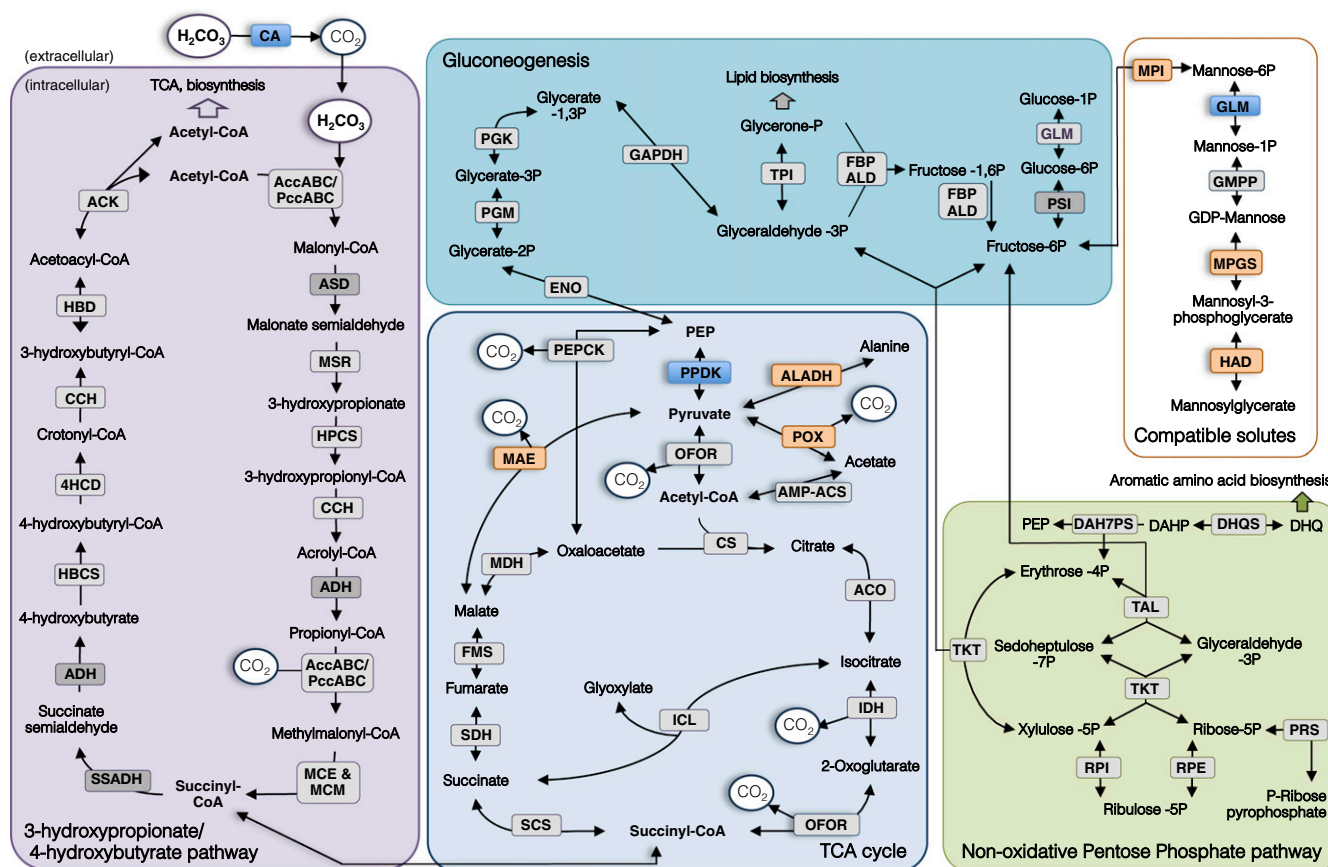 H2CO3
CA
CO2
(extracellular)
(intracellular)
TCA, biosynthesis
Acetyl-CoA
H2CO3
Acetyl-CoA
AccABC/
PccABC
ACK
Malonyl-CoA
Acetoacyl-CoA
ASD
HBD
Malonate semialdehyde
3-hydroxybutyryl-CoA
MSR
CCH
3-hydroxypropionate
Crotonyl-CoA
HPCS
4HCD
3-hydroxypropionyl-CoA
CCH
4-hydroxybutyryl-CoA
Acrolyl-CoA
HBCS
ADH
4-hydroxybutyrate
Propionyl-CoA
CO2
AccABC/
PccABC
ADH
Succinate
semialdehyde
Methylmalonyl-CoA
SSADH
MCE &
MCM
Succinyl-
CoA
3-hydroxypropionate/
4-hydroxybutyrate pathway
Gluconeogenesis
Glycerate
-1,3P
PGK
Glycerate-3P
PGM
Glycerate-2P
ENO
GAPDH
Lipid biosynthesis
Glycerone-P
TPI
Glyceraldehyde -3P
FBP
ALD
Fructose -1,6P
FBP
ALD
Glucose-1P
GLM
Glucose-6P
PSI
Fructose-6P
MPI
Mannose-6P
GLM
Mannose-1P
GMPP
GDP-Mannose
MPGS
Mannosyl-3-
phosphoglycerate
HAD
Mannosylglycerate
Compatible solutes
PEP
CO2
PEPCK
PPDK
Alanine
ALADH
CO2
Pyruvate
CO2
MAE
POX
OFOR
CO2
Acetate
Acetyl-CoA
AMP-ACS
CS
Oxaloacetate
Citrate
MDH
ACO
Malate
FMS
Isocitrate
Fumarate
Glyoxylate
ICL
IDH
CO2
SDH
2-Oxoglutarate
Succinate
CO2
SCS
Succinyl-CoA
OFOR
TCA cycle
Aromatic amino acid biosynthesis
PEP
DAH7PS
DAHP
DHQS
DHQ
Erythrose -4P
TAL
TKT
Sedoheptulose
-7P
Glyceraldehyde
-3P
TKT
Xylulose -5P
Ribose-5P
PRS
RPI
RPE
Ribulose -5P
P-Ribose
pyrophosphate
Non-oxidative Pentose Phosphate pathway